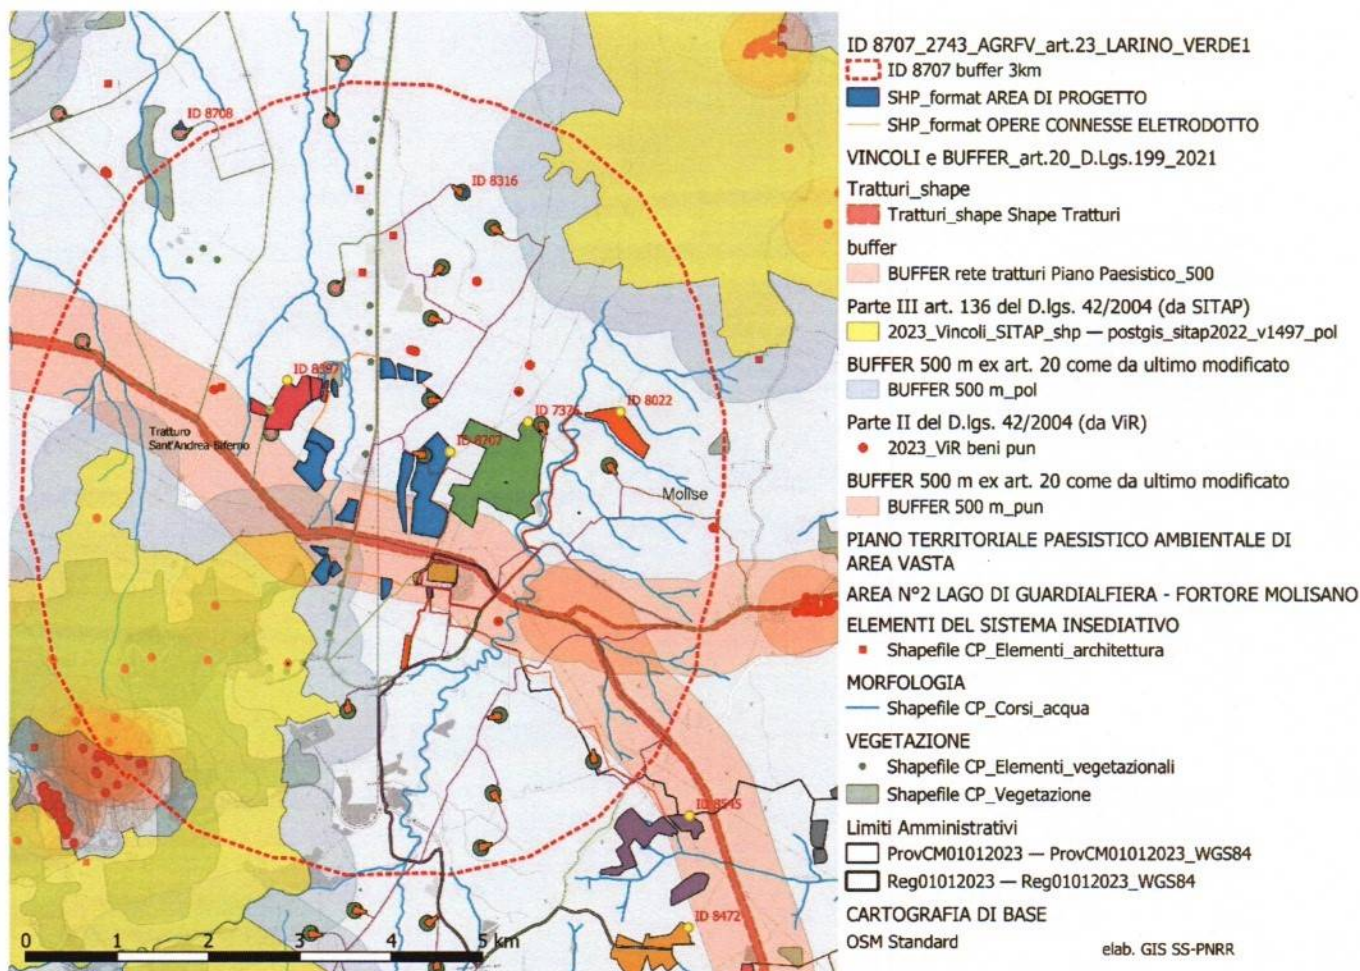 ID 8708
ID 8316
ID 8022
ID 8707
Tratturo
Sant'Andrea-Biferno
Molise
ID 8545
ID 8472
0 1 2 3 4 5 km
ID 8707_2743_AGRFV_art.23_LARINO_VERDE1
ID 8707 buffer 3km
SHP_format AREA DI PROGETTO
SHP_format OPERE CONNESSE ELETRODOTTO
VINCOLI e BUFFER_art.20_D.Lgs.199_2021
Tratturi_shape
Tratturi_shape Shape Tratturi
buffer
BUFFER rete tratturi Piano Paesistico_500
Parte III art. 136 del D.lgs. 42/2004 (da SITAP)
2023_Vincoli_SITAP_shp — postgis_sitap2022_v1497_pol
BUFFER 500 m ex art. 20 come da ultimo modificato
BUFFER 500 m_pol
Parte II del D.lgs. 42/2004 (da ViR)
2023_ViR beni pun
BUFFER 500 m ex art. 20 come da ultimo modificato
BUFFER 500 m_pun
PIANO TERRITORIALE PAESISTICO AMBIENTALE DI
AREA VASTA
AREA N°2 LAGO DI GUARDIALFIERA - FORTORE MOLISANO
ELEMENTI DEL SISTEMA INSEDIATIVO
Shapefile CP_Elementi_architettura
MORFOLOGIA
Shapefile CP_Corsi_acqua
VEGETAZIONE
Shapefile CP_Elementi_vegetazionali
Shapefile CP_Vegetazione
Limiti Amministrativi
ProvCM01012023 — ProvCM01012023_WGS84
Reg01012023 — Reg01012023_WGS84
CARTOGRAFIA DI BASE
OSM Standard
elab. GIS SS-PNRR